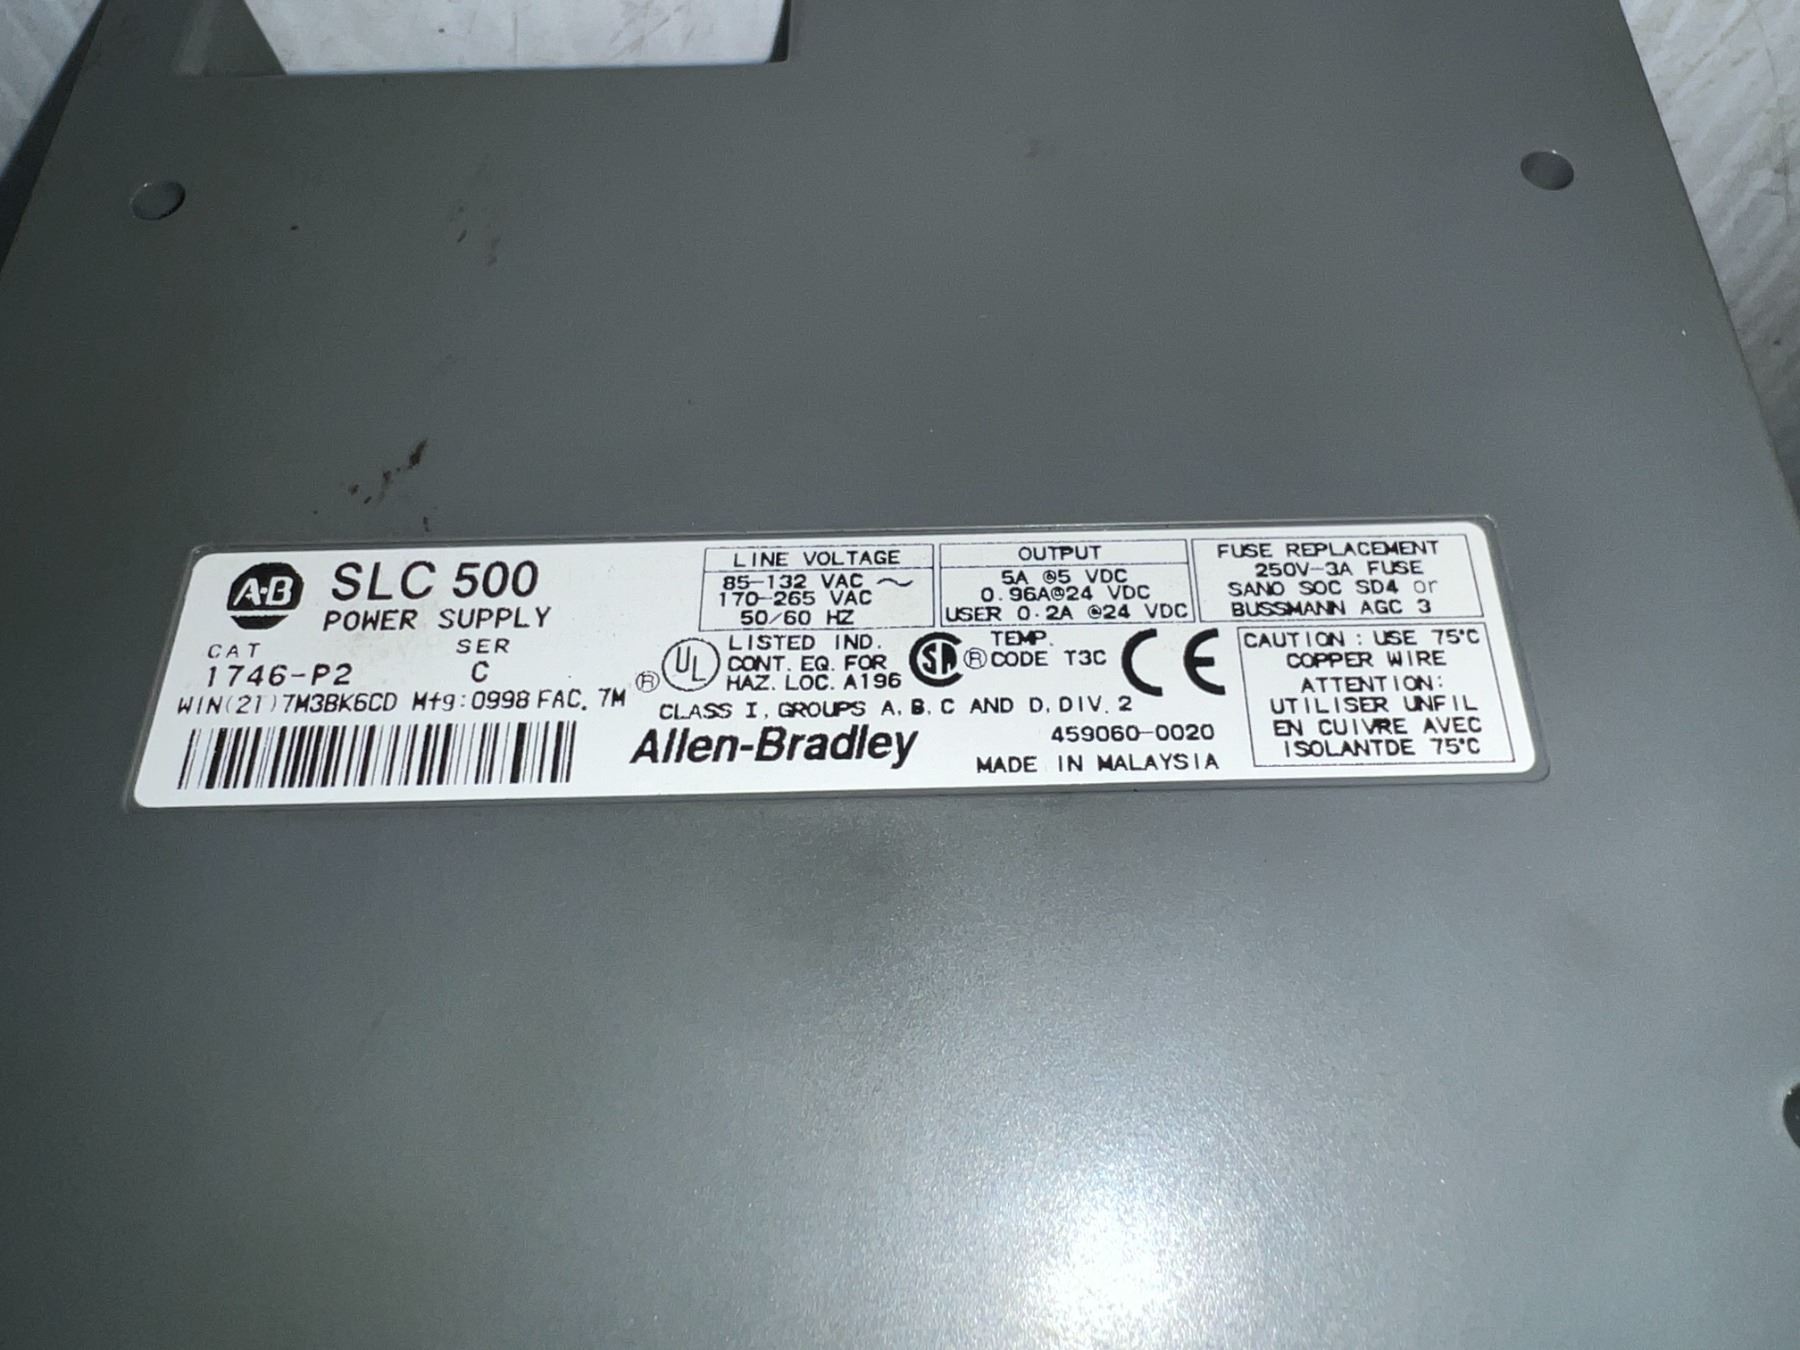 A-B SLC 500
POWER SUPPLY
CAT SER
1746-P2 C
WIN(21)7M3BK6CD Mfg:0998 FAC. 7M
LINE VOLTAGE
85-132 VAC ~
170-265 VAC
50/60 HZ
OUTPUT
5A @5 VDC
0.96A@24 VDC
USER 0.2A @24 VDC
FUSE REPLACEMENT
250V-3A FUSE
SANO SOC SD4 or
BUSSMANN AGC 3
® UL LISTED IND.
CONT. EQ. FOR
HAZ. LOC. A196
SA ® TEMP.
CODE T3C
CE
CLASS I, GROUPS A, B, C AND D, DIV. 2
Allen-Bradley
459060-0020
MADE IN MALAYSIA
CAUTION: USE 75°C
COPPER WIRE
ATTENTION:
UTILISER UNFIL
EN CUIVRE AVEC
ISOLANTDE 75°C